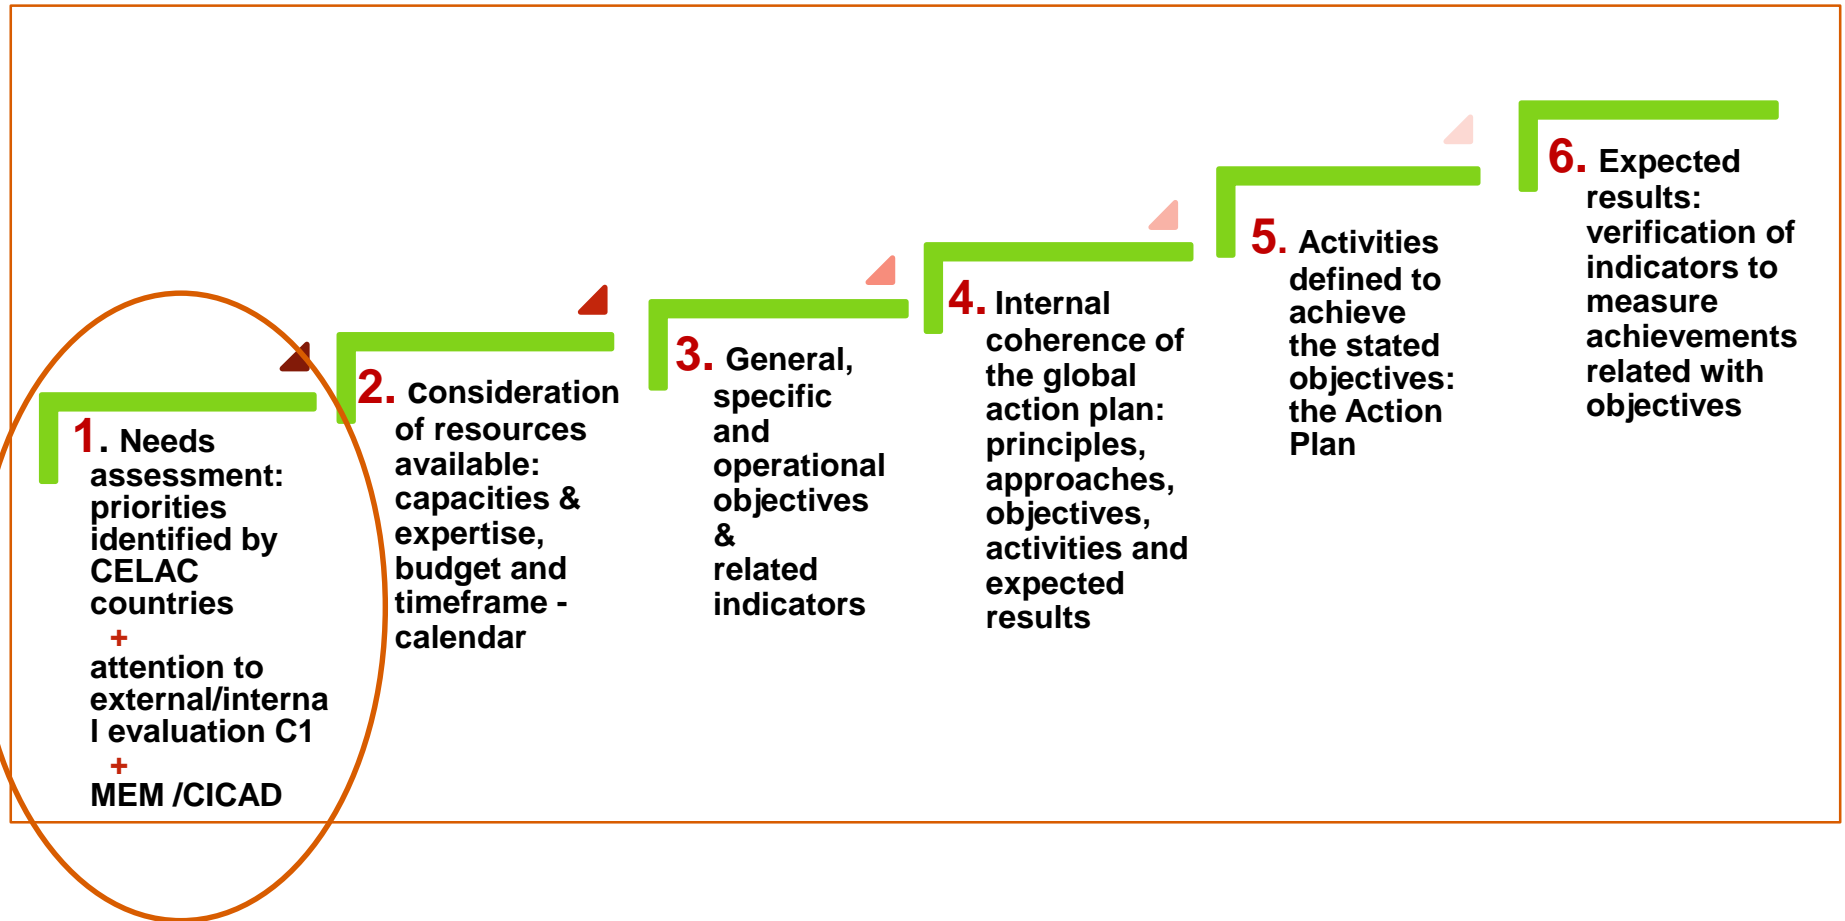 1. Needs
assessment:
priorities
identified by
CELAC
countries
+
attention to
external/interna
l evaluation C1
+
MEM /CICAD
2. consideration
of resources
available:
capacities &
expertise,
budget and
timeframe -
calendar
3. General,
specific
and
operational
objectives
&
related
indicators
4. Internal
coherence of
the global
action plan:
principles,
approaches,
objectives,
activities and
expected
results
5. Activities
defined to
achieve
the stated
objectives:
the Action
Plan
6. Expected
results:
verification of
indicators to
measure
achievements
related with
objectives